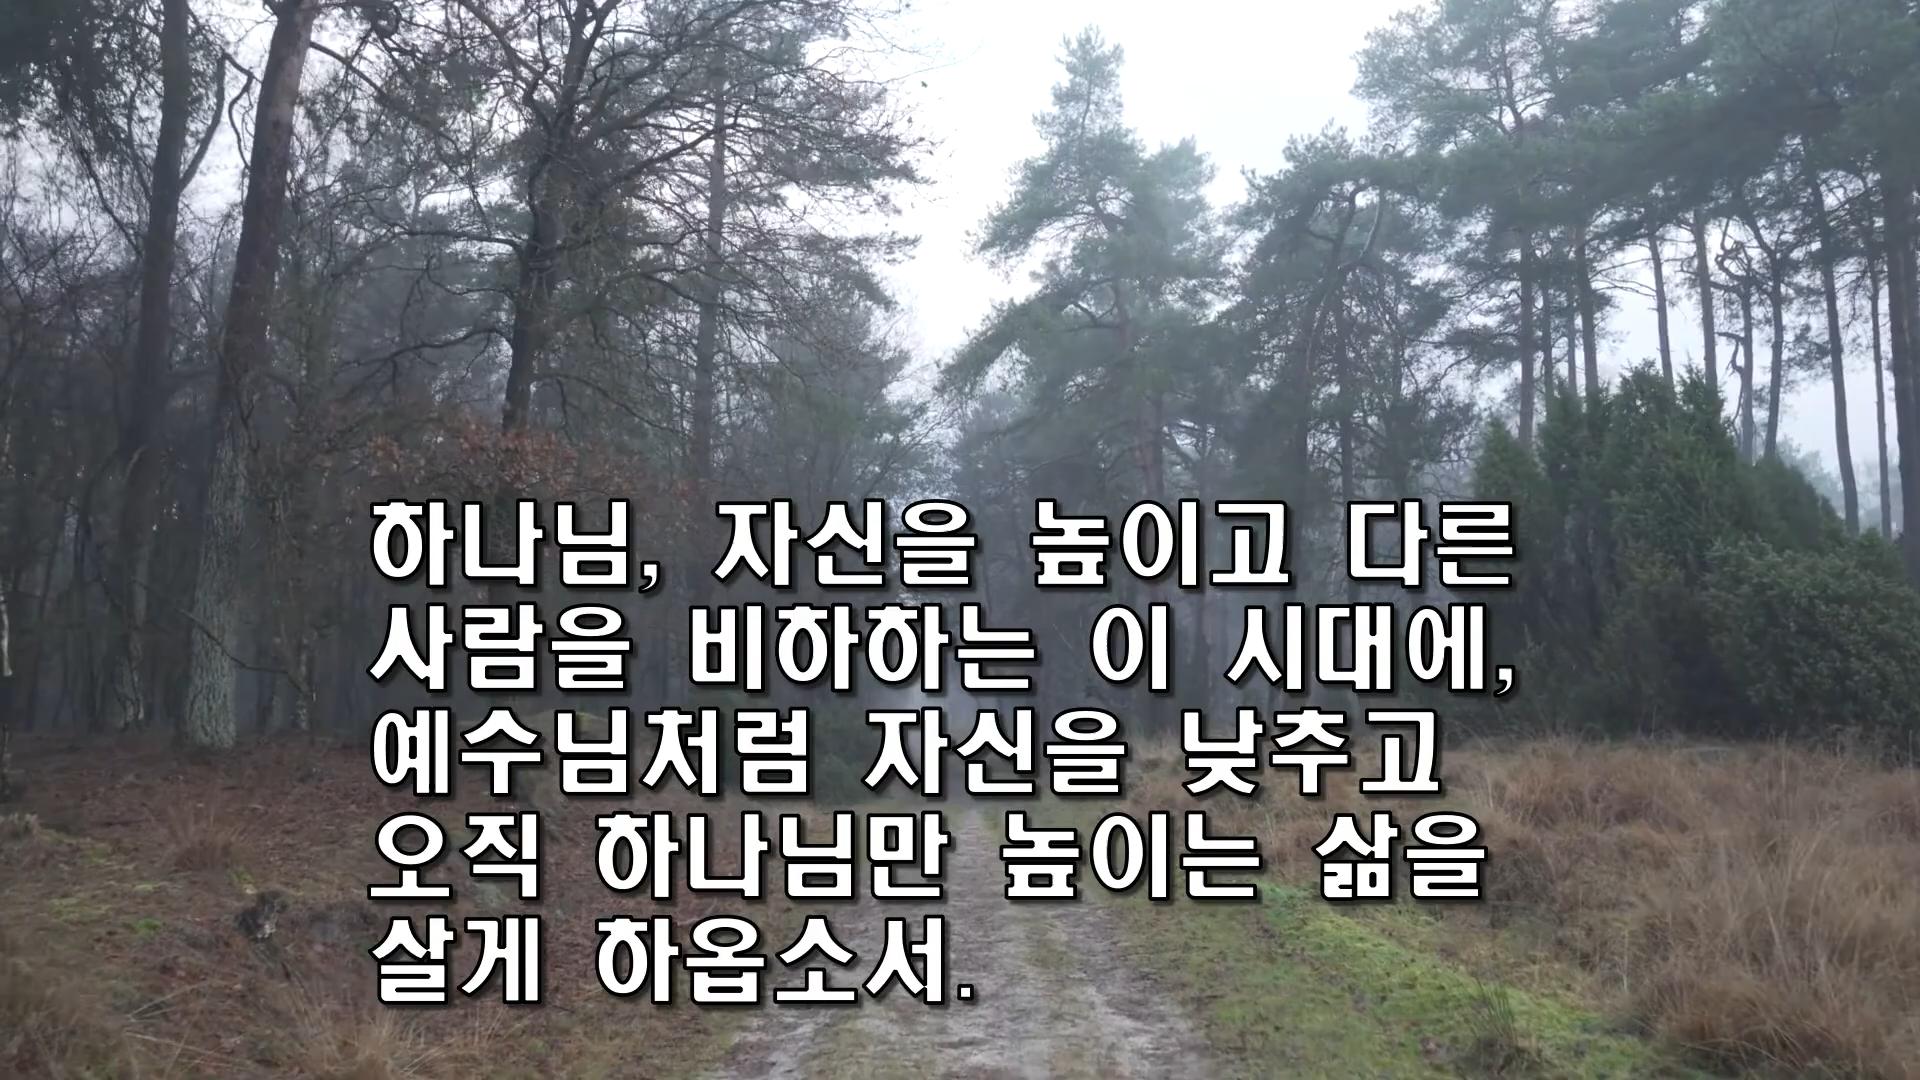 하나님, 자신을 높이고 다른
사람을 비하하는 이 시대에,
예수님처럼 자신을 낮추고
오직 하나님만 높이는 삶을
살게 하옵소서.